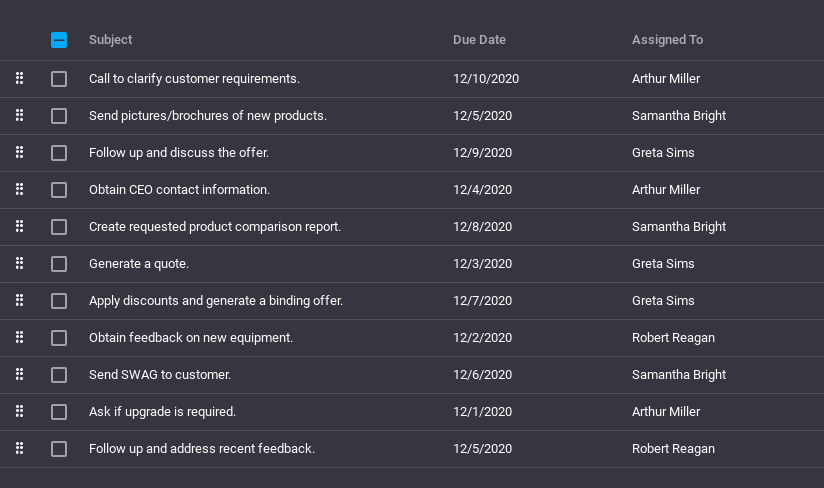 Subject Due Date Assigned To
Call to clarify customer requirements. 12/10/2020 Arthur Miller
Send pictures/brochures of new products. 12/5/2020 Samantha Bright
Follow up and discuss the offer. 12/9/2020 Greta Sims
Obtain CEO contact information. 12/4/2020 Arthur Miller
Create requested product comparison report. 12/8/2020 Samantha Bright
Generate a quote. 12/3/2020 Greta Sims
Apply discounts and generate a binding offer. 12/7/2020 Greta Sims
Obtain feedback on new equipment. 12/2/2020 Robert Reagan
Send SWAG to customer. 12/6/2020 Samantha Bright
Ask if upgrade is required. 12/1/2020 Arthur Miller
Follow up and address recent feedback. 12/5/2020 Robert Reagan